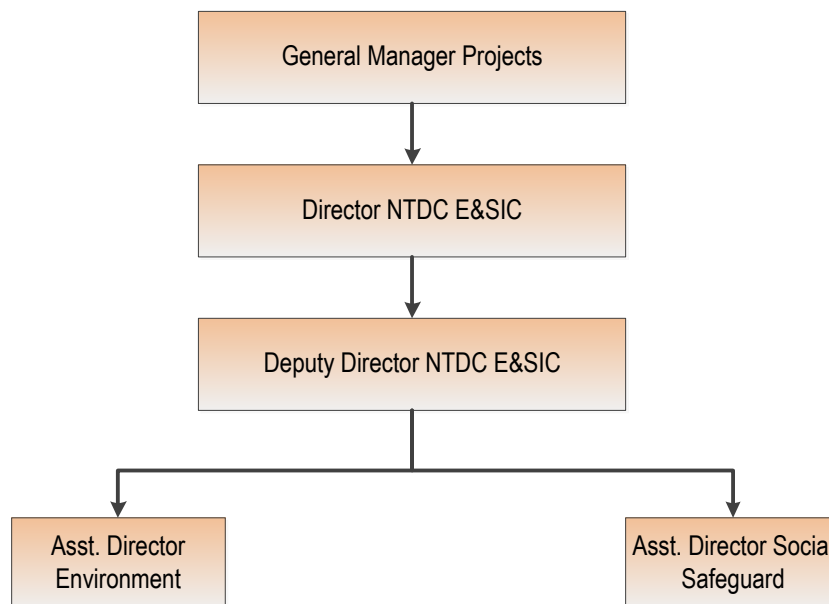 General Manager Projects
Director NTDC E&SIC
Deputy Director NTDC E&SIC
Asst. Director
Environment
Asst. Director Socia
Safeguard